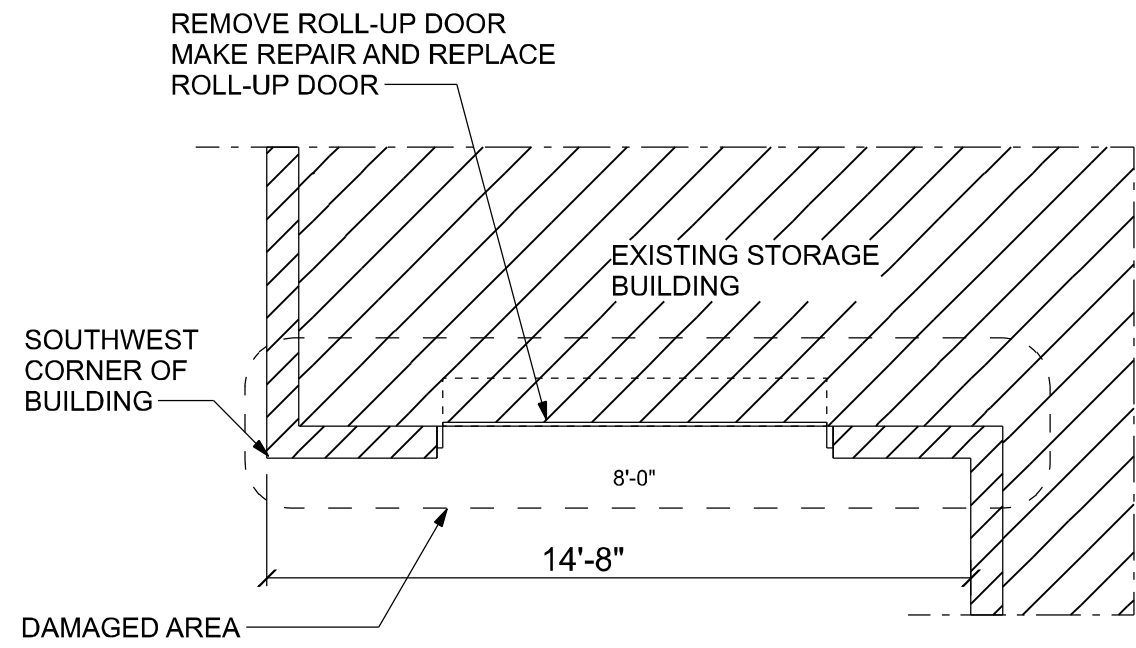 REMOVE ROLL-UP DOOR
MAKE REPAIR AND REPLACE
ROLL-UP DOOR
EXISTING STORAGE
BUILDING
SOUTHWEST
CORNER OF
BUILDING
8'-0"
14'-8"
DAMAGED AREA